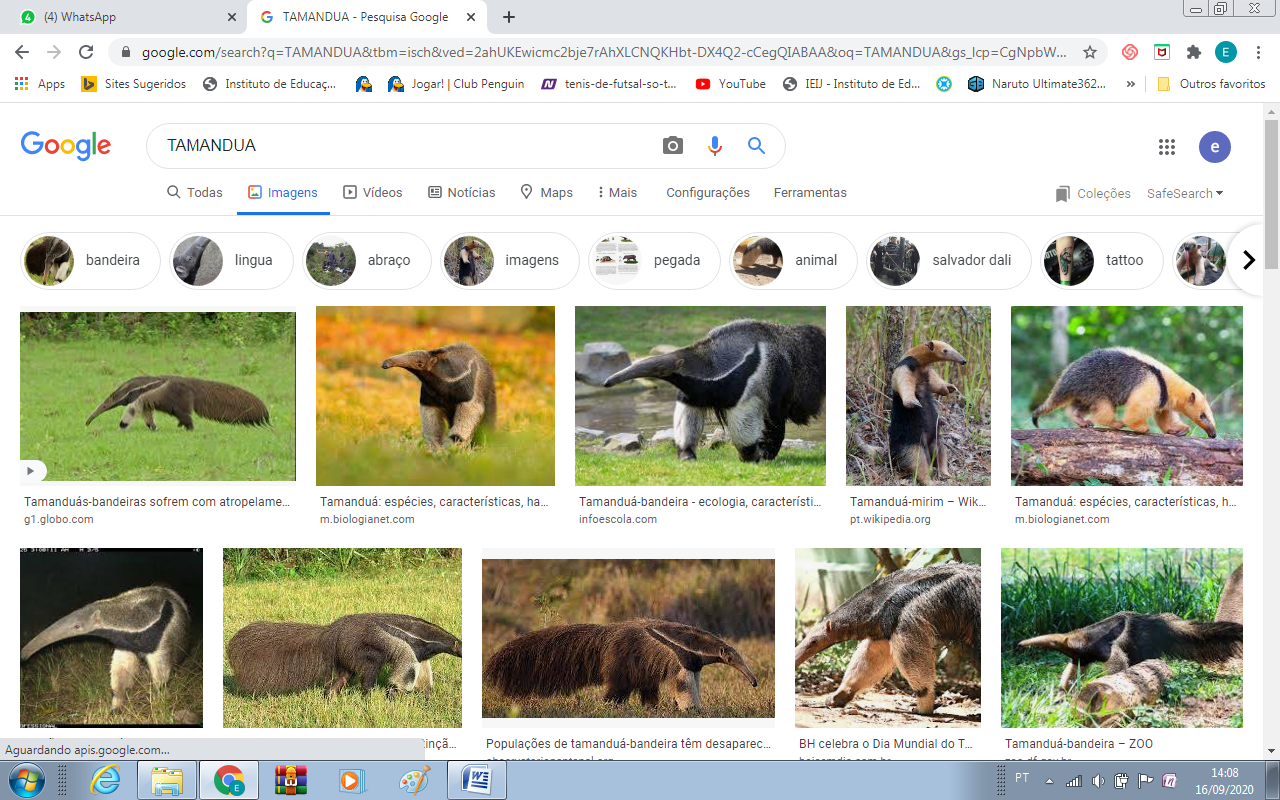 (4) WhatsApp
TAMANDUA - Pesquisa Google
google.com/search?q=TAMANDUA&tbm=isch&ved=2ahUKEwicmc2bje7rAhXLCNQKHbt-DX4Q2-cCegQIABAA&oq=TAMANDUA&gs_lcp=CgNpbW...
E
Apps
Sites Sugeridos
Instituto de Educaç...
Jogar! | Club Penguin
tenis-de-futsal-so-t...
YouTube
IEIJ - Instituto de Ed...
Naruto Ultimate362...
»
Outros favoritos
Google
TAMANDUA
e
Todas
Imagens
Vídeos
Notícias
Maps
Mais
Configurações
Ferramentas
Coleções
SafeSearch
bandeira
lingua
abraço
imagens
pegada
animal
salvador dali
tattoo
Tamanduás-bandeiras sofrem com atropelame...
g1.globo.com
Tamanduá: espécies, características, ha...
m.biologianet.com
Tamanduá-bandeira - ecologia, característi...
infoescola.com
Tamanduá-mirim – Wik...
pt.wikipedia.org
Tamanduá: espécies, características, h...
m.biologianet.com
Populações de tamanduá-bandeira têm desaparec...
BH celebra o Dia Mundial do T...
Tamanduá-bandeira – ZOO
Aguardando apis.google.com...
PT
14:08
16/09/2020